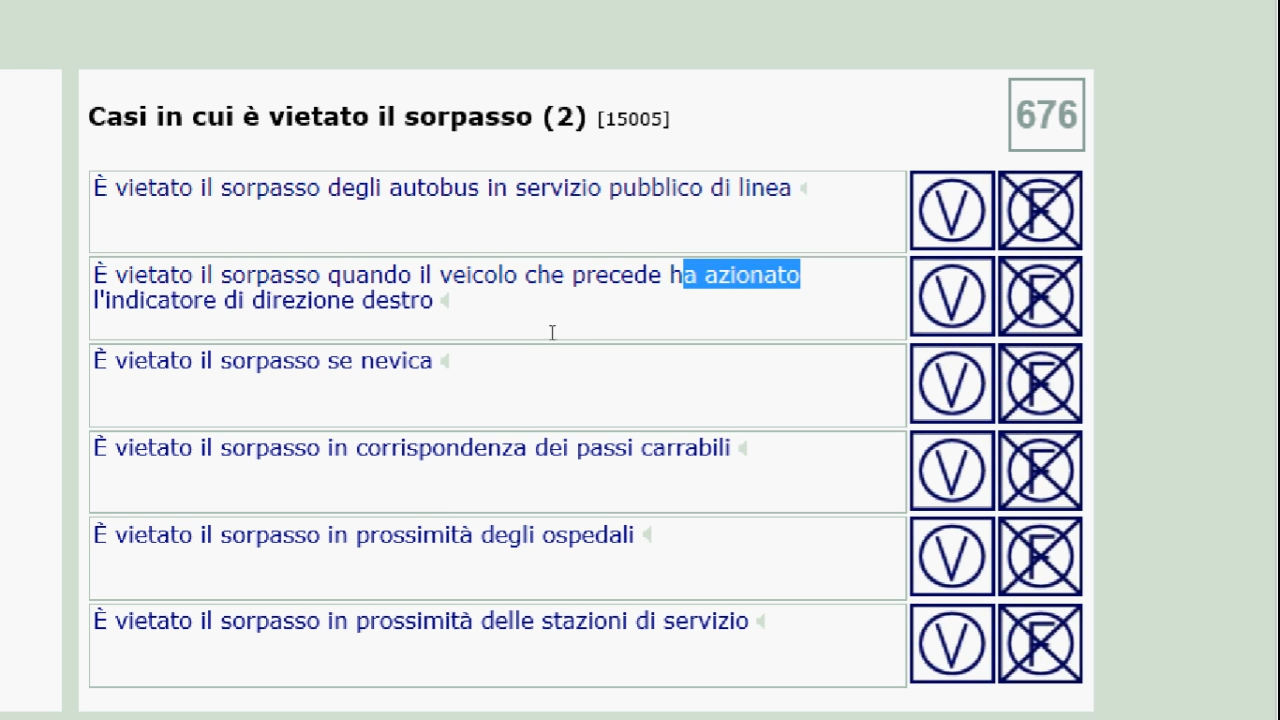 Casi in cui è vietato il sorpasso (2) [15005]
676
È vietato il sorpasso degli autobus in servizio pubblico di linea
V F
È vietato il sorpasso quando il veicolo che precede ha azionato
l'indicatore di direzione destro
V F
È vietato il sorpasso se nevica
V F
È vietato il sorpasso in corrispondenza dei passi carrabili
V F
È vietato il sorpasso in prossimità degli ospedali
V F
È vietato il sorpasso in prossimità delle stazioni di servizio
V F